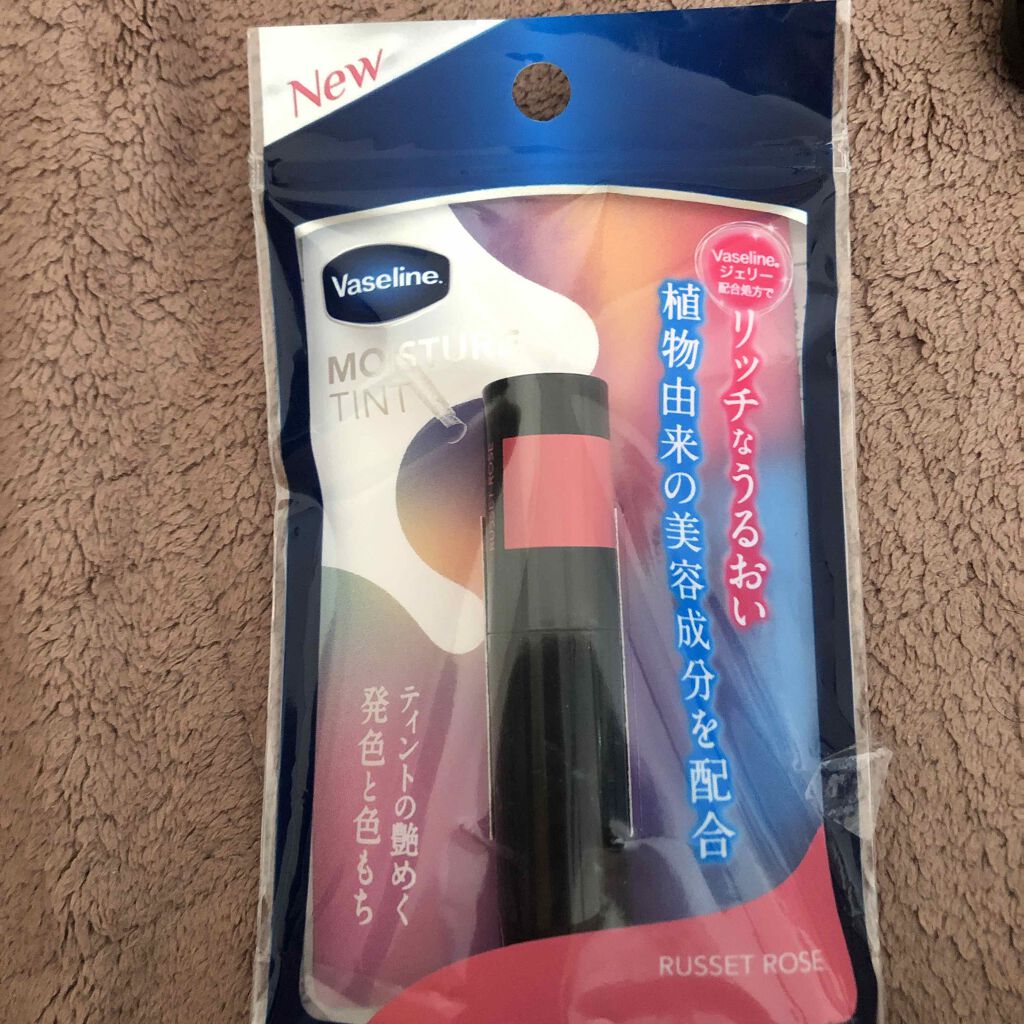 New
Vaseline.
MOISTURE
TINT
Vaseline®
ジェリー
配合処方で
リッチなうるおい
植物由来の美容成分を配合
RUSSET ROSE
ティントの艶めく
発色と色もち
RUSSET ROSE